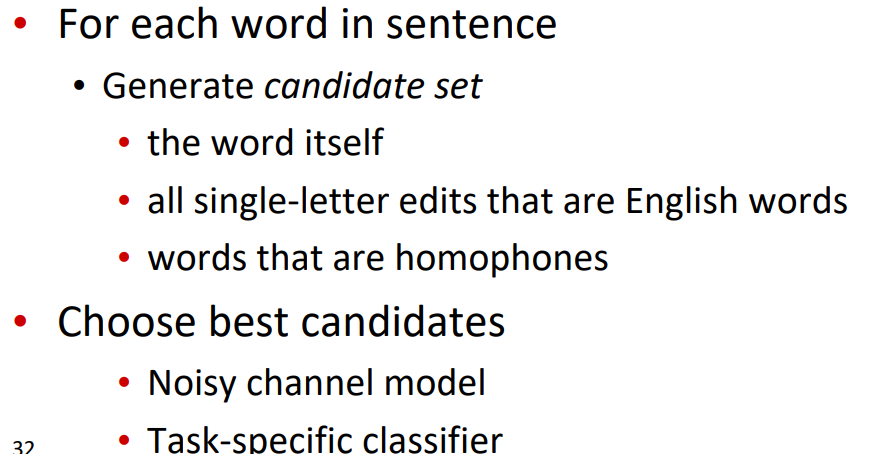 • For each word in sentence
• Generate candidate set
• the word itself
• all single-letter edits that are English words
• words that are homophones
• Choose best candidates
• Noisy channel model
• Task-specific classifier
32